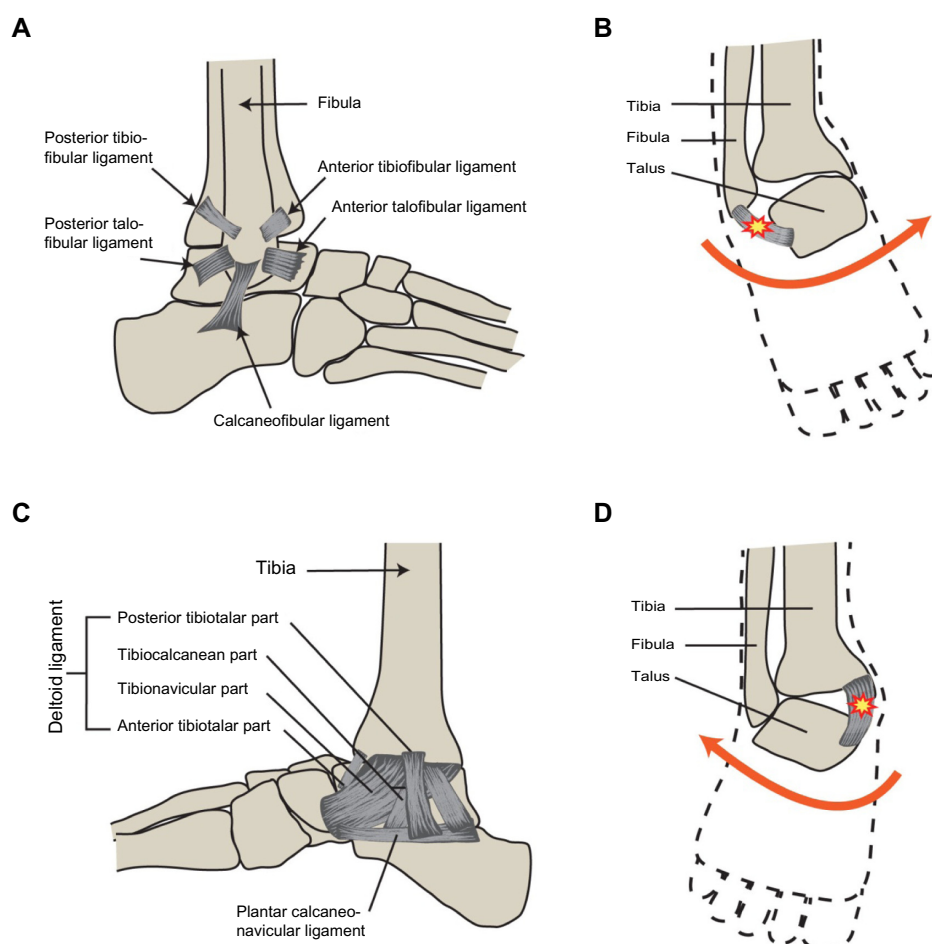 A
Fibula
Posterior tibio-
fibular ligament
Anterior tibiofibular ligament
Posterior talo-
fibular ligament
Anterior talofibular ligament
Calcaneofibular ligament
B
Tibia
Fibula
Talus
C
Tibia
Deltoid ligament
Posterior tibiotalar part
Tibiocalcanean part
Tibionavicular part
Anterior tibiotalar part
Plantar calcaneo-
navicular ligament
D
Tibia
Fibula
Talus